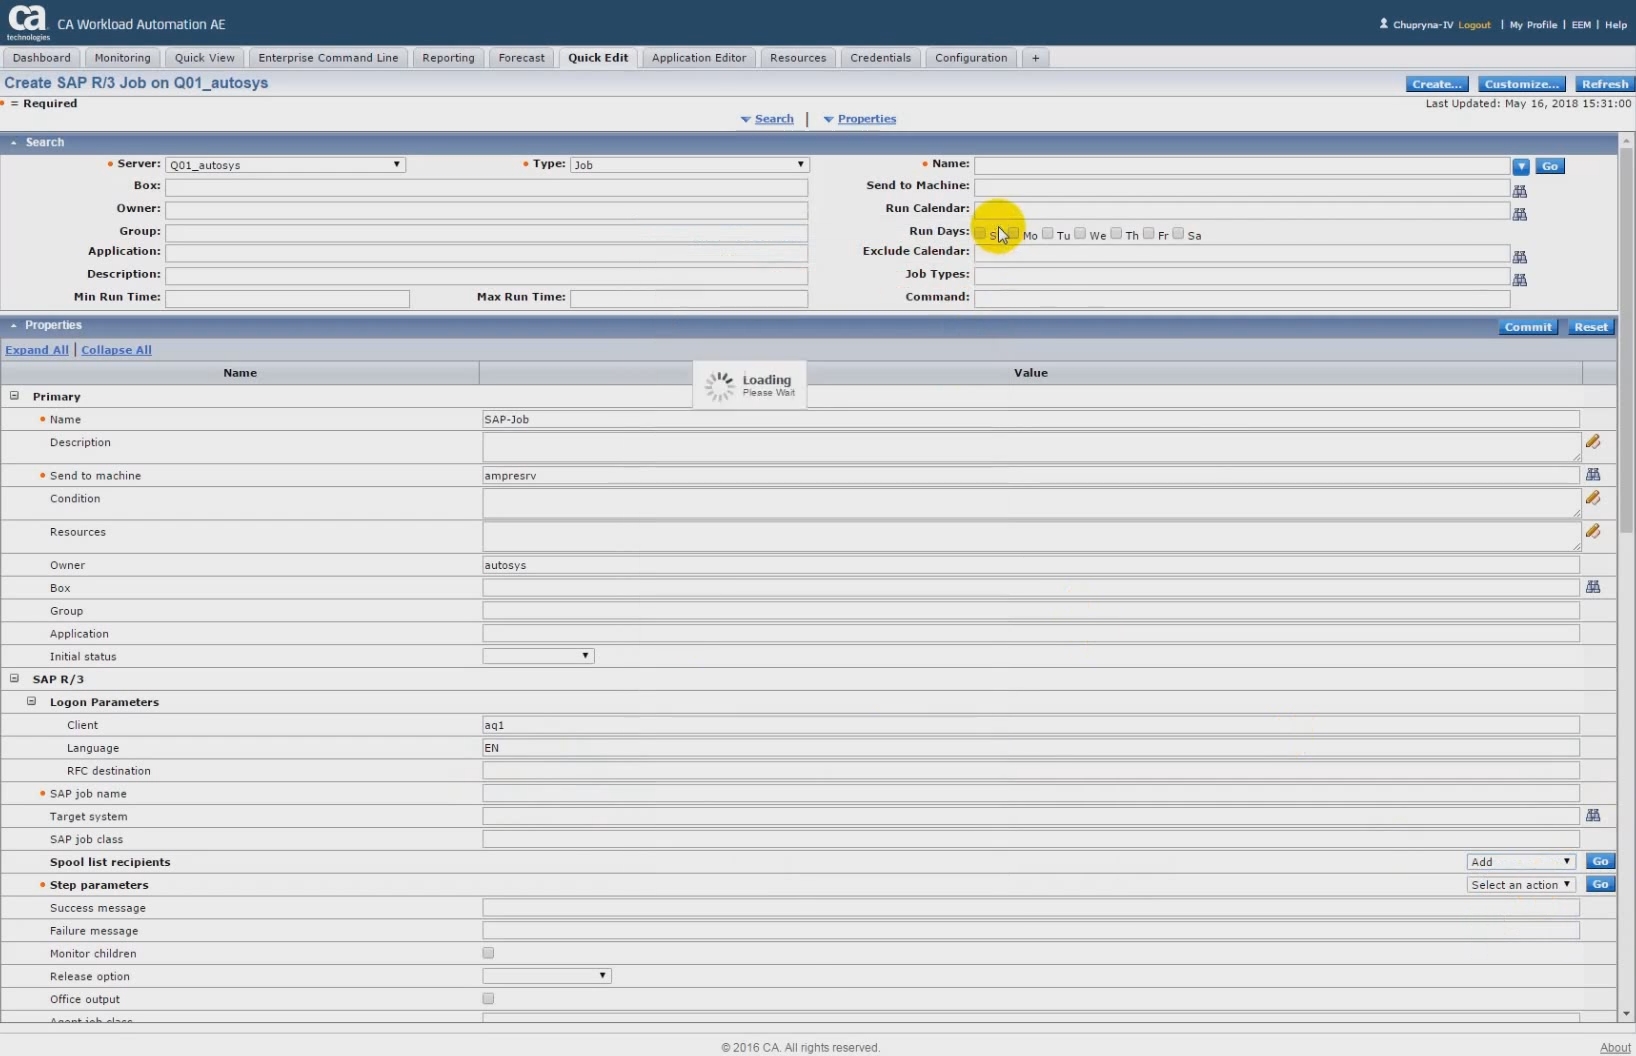 ca technologies CA Workload Automation AE
Chupryna-IV Logout | My Profile | EEM | Help
Dashboard Monitoring Quick View Enterprise Command Line Reporting Forecast Quick Edit Application Editor Resources Credentials Configuration +
Create SAP R/3 Job on Q01_autosys Create... Customize... Refresh
= Required Last Updated: May 16, 2018 15:31:00
Search | Properties
Search
Server: Q01_autosys Type: Job Name: Go
Box: Send to Machine:
Owner: Run Calendar:
Group: Run Days: Mo Tu We Th Fr Sa
Application: Exclude Calendar:
Description: Job Types:
Min Run Time: Max Run Time: Command:
Properties Commit Reset
Expand All | Collapse All
Name Value
Loading
Please Wait
Primary
Name SAP-Job
Description
Send to machine ampresrv
Condition
Resources
Owner autosys
Box
Group
Application
Initial status
SAP R/3
Logon Parameters
Client aq1
Language EN
RFC destination
SAP job name
Target system
SAP job class
Spool list recipients Add Go
Step parameters Select an action Go
Success message
Failure message
Monitor children
Release option
Office output
Agent job class
© 2016 CA. All rights reserved. About